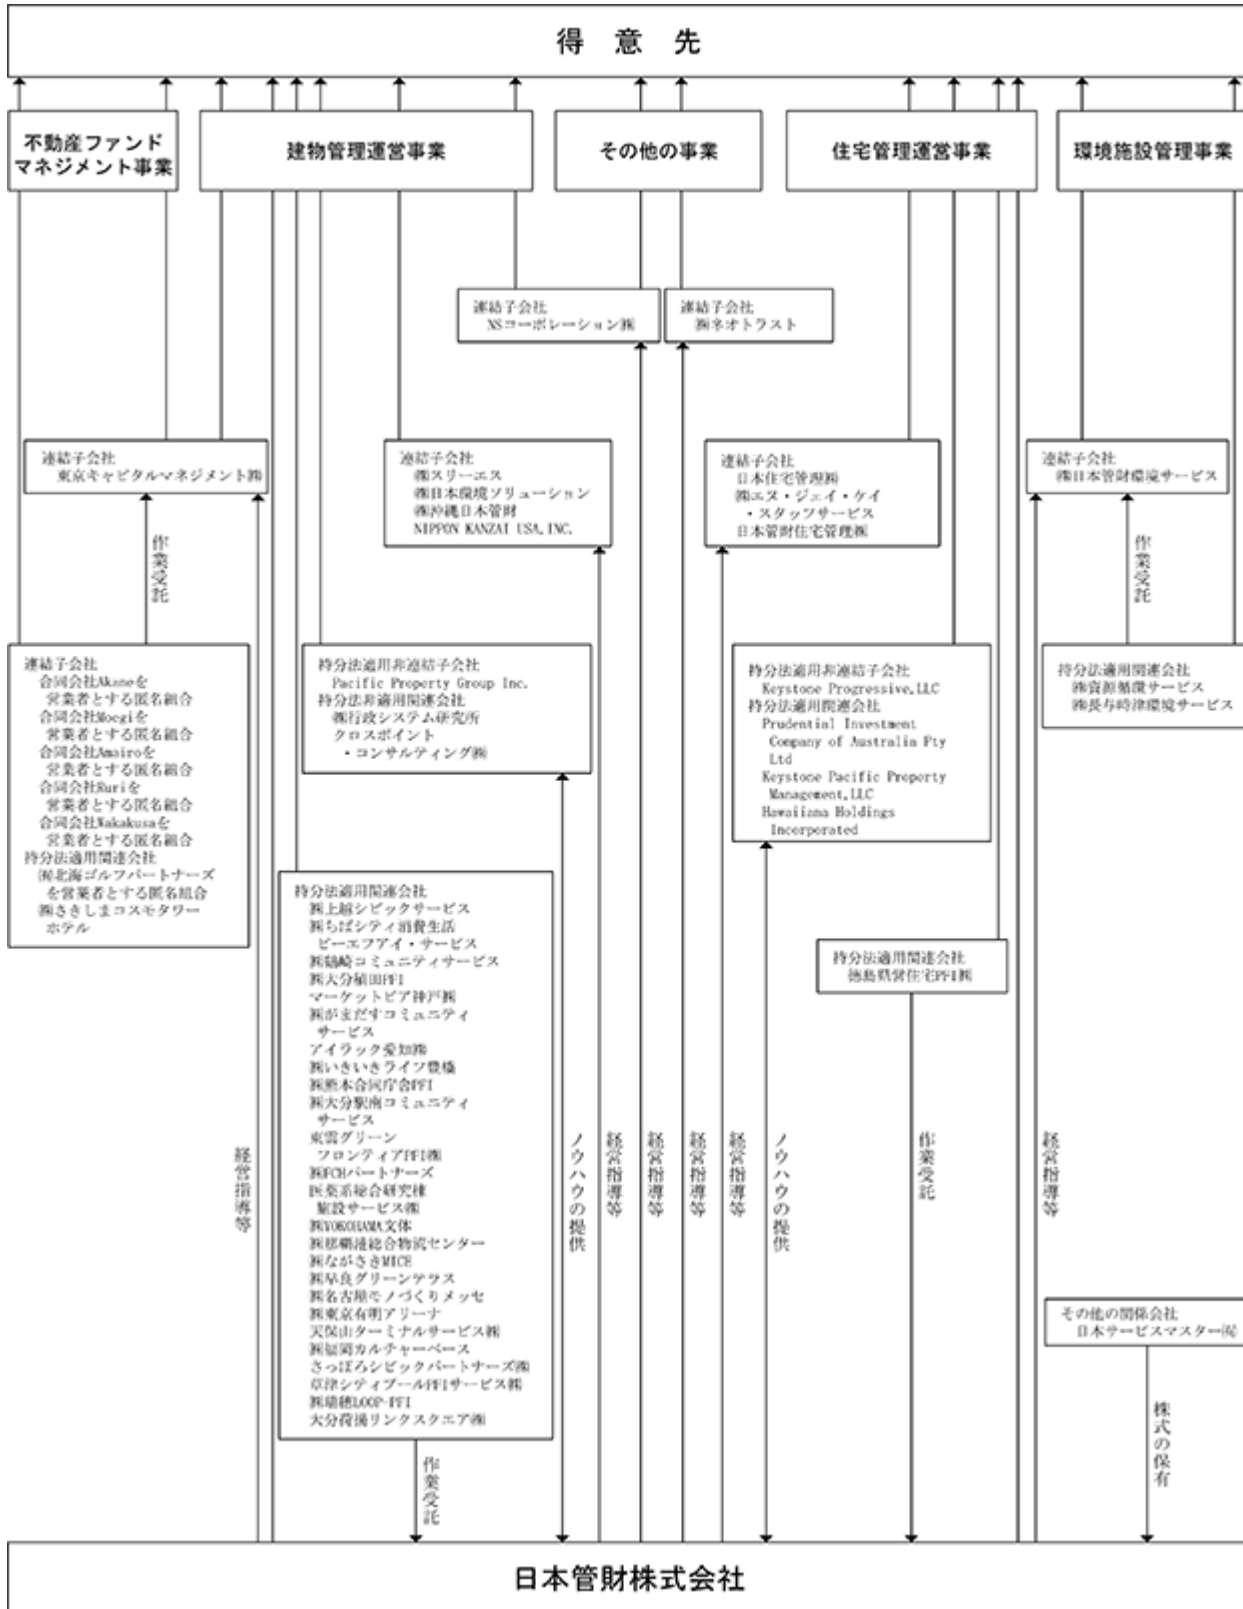 得意先
不動産ファンド
マネジメント事業
建物管理運営事業
その他の事業
住宅管理運営事業
環境施設管理事業
連結子会社
NSコーポレーション㈱
連結子会社
㈱ネオトラスト
連結子会社
東京キャピタルマネジメント㈱
連結子会社
㈱スリーエス
㈱日本環境ソリューション
㈱沖縄日本管財
NIPPON KANZAI USA,INC.
連結子会社
日本住宅管理㈱
㈱エヌ・ジェイ・ケイ
・スタッフサービス
日本管財住宅管理㈱
連結子会社
㈱日本管財環境サービス
作業受託
作業受託
連結子会社
合同会社Akaneを
営業者とする匿名組合
合同会社Moegiを
営業者とする匿名組合
合同会社Amairoを
営業者とする匿名組合
合同会社Ruriを
営業者とする匿名組合
合同会社Wakakusaを
営業者とする匿名組合
持分法適用関連会社
㈲北海ゴルフパートナーズ
を営業者とする匿名組合
㈱さきしまコスモタワー
ホテル
持分法適用非連結子会社
Pacific Property Group Inc.
持分法非適用関連会社
㈱行政システム研究所
クロスポイント
・コンサルティング㈱
持分法適用非連結子会社
Keystone Progressive,LLC
持分法適用関連会社
Prudential Investment
Company of Australia Pty
Ltd
Keystone Pacific Property
Management,LLC
Hawaiiana Holdings
Incorporated
持分法適用関連会社
㈱資源循環サービス
㈱長与時津環境サービス
持分法適用関連会社
㈱上越シビックサービス
㈱ちばシティ消費生活
ピーエフアイ・サービス
㈱鶴崎コミュニティサービス
㈱大分稙田PFI
マーケットピア神戸㈱
㈱がまだすコミュニティ
サービス
アイラック愛知㈱
㈱いきいきライフ豊橋
㈱熊本合同庁舎PFI
㈱大分駅南コミュニティ
サービス
東雲グリーン
フロンティアPFI㈱
㈱FCHパートナーズ
医薬系総合研究棟
施設サービス㈱
㈱YOKOHAMA文体
㈱那覇港総合物流センター
㈱ながさきMICE
㈱早良グリーンテラス
㈱名古屋モノづくりメッセ
㈱東京有明アリーナ
天保山ターミナルサービス㈱
㈱福岡カルチャーベース
さっぽろシビックパートナーズ㈱
草津シティプールPFIサービス㈱
㈱瑞穂LOOP-PFI
大分荷揚リンクスクエア㈱
持分法適用関連会社
徳島県営住宅PFI㈱
経営指導等
ノウハウの提供
経営指導等
経営指導等
経営指導等
経営指導等
ノウハウの提供
作業受託
経営指導等
その他の関係会社
日本サービスマスター㈲
作業受託
株式の保有
日本管財株式会社